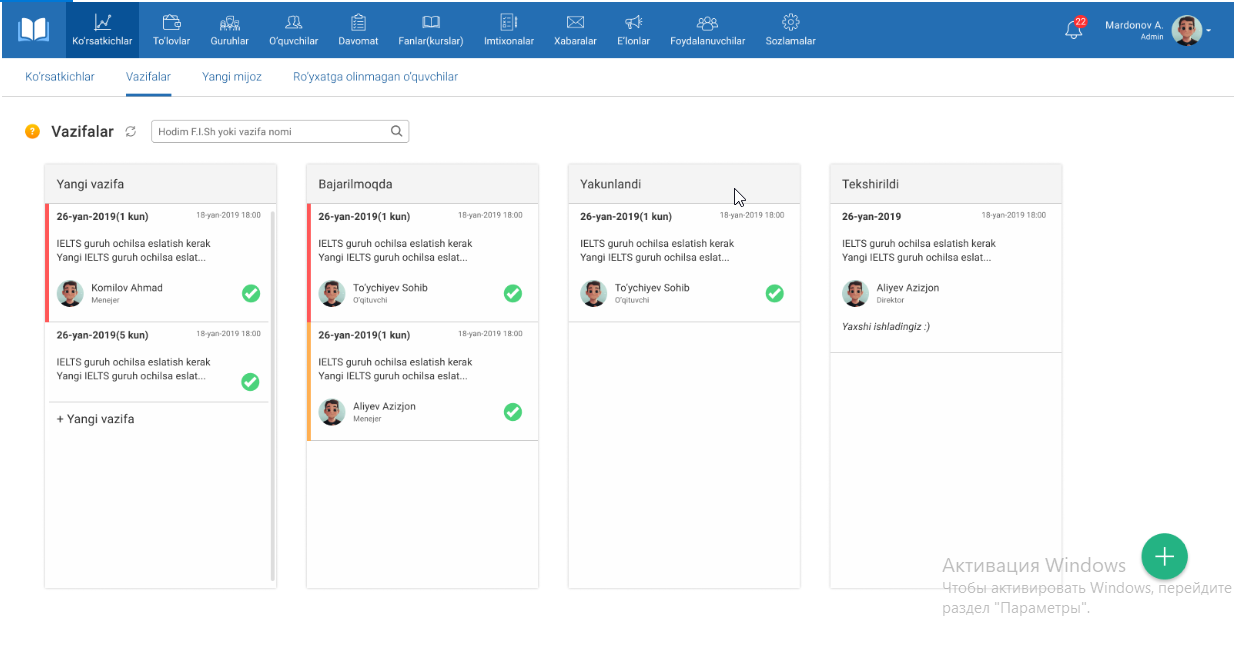 Ko'rsatkichlar
To'lovlar
Guruhlar
O'quvchilar
Davomat
Fanlar(kurslar)
Imtixonalar
Xabaralar
E'lonlar
Foydalanuvchilar
Sozlamalar
22
Mardonov A.
Admin
Ko'rsatkichlar
Vazifalar
Yangi mijoz
Ro'yxatga olinmagan o'quvchilar
?
Vazifalar
Hodim F.I.Sh yoki vazifa nomi
Yangi vazifa
26-yan-2019(1 kun) 18-yan-2019 18:00
IELTS guruh ochilsa eslatish kerak
Yangi IELTS guruh ochilsa eslat...
Komilov Ahmad
Menejer
26-yan-2019(5 kun) 18-yan-2019 18:00
IELTS guruh ochilsa eslatish kerak
Yangi IELTS guruh ochilsa eslat...
+ Yangi vazifa
Bajarilmoqda
26-yan-2019(1 kun) 18-yan-2019 18:00
IELTS guruh ochilsa eslatish kerak
Yangi IELTS guruh ochilsa eslat...
To'ychiyev Sohib
O'qituvchi
26-yan-2019(1 kun) 18-yan-2019 18:00
IELTS guruh ochilsa eslatish kerak
Yangi IELTS guruh ochilsa eslat...
Aliyev Azizjon
Menejer
Yakunlandi
26-yan-2019(1 kun) 18-yan-2019 18:00
IELTS guruh ochilsa eslatish kerak
Yangi IELTS guruh ochilsa eslat...
To'ychiyev Sohib
O'qituvchi
Tekshirildi
26-yan-2019 18-yan-2019 18:00
IELTS guruh ochilsa eslatish kerak
Yangi IELTS guruh ochilsa eslat...
Aliyev Azizjon
Direktor
Yaxshi ishladingiz :)
Активация Windows
Чтобы активировать Windows, перейдите
раздел "Параметры".